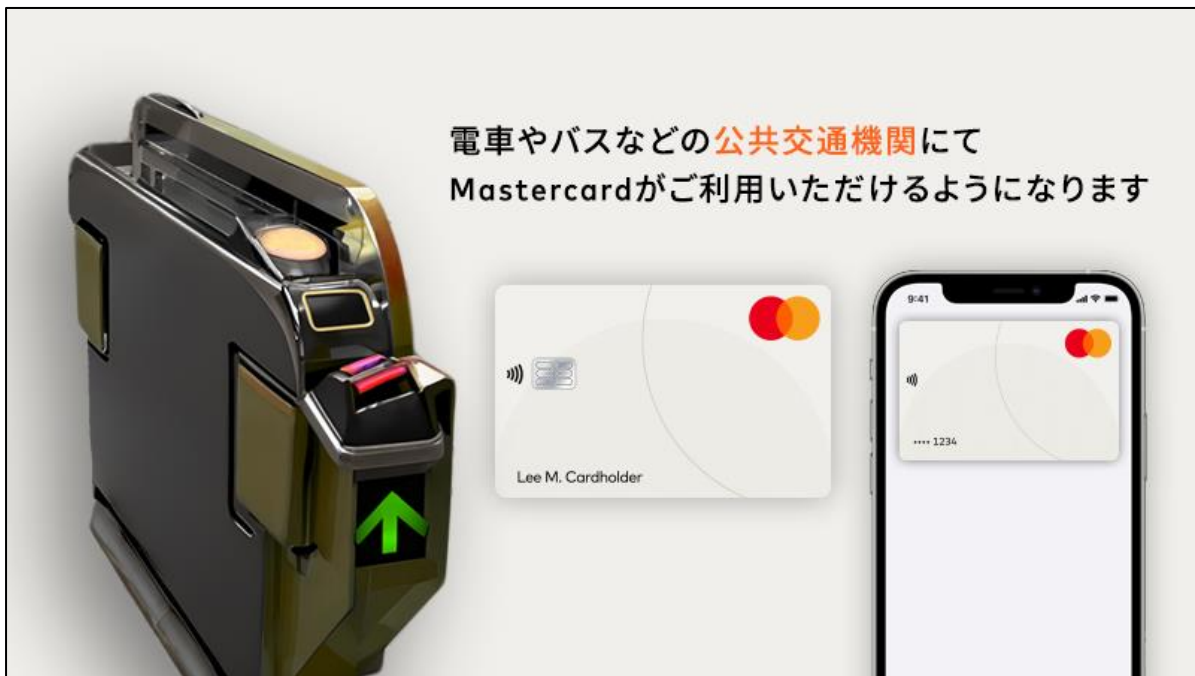 電車やバスなどの公共交通機関にて
Mastercardがご利用いただけるようになります
Lee M. Cardholder
9:41
•••• 1234